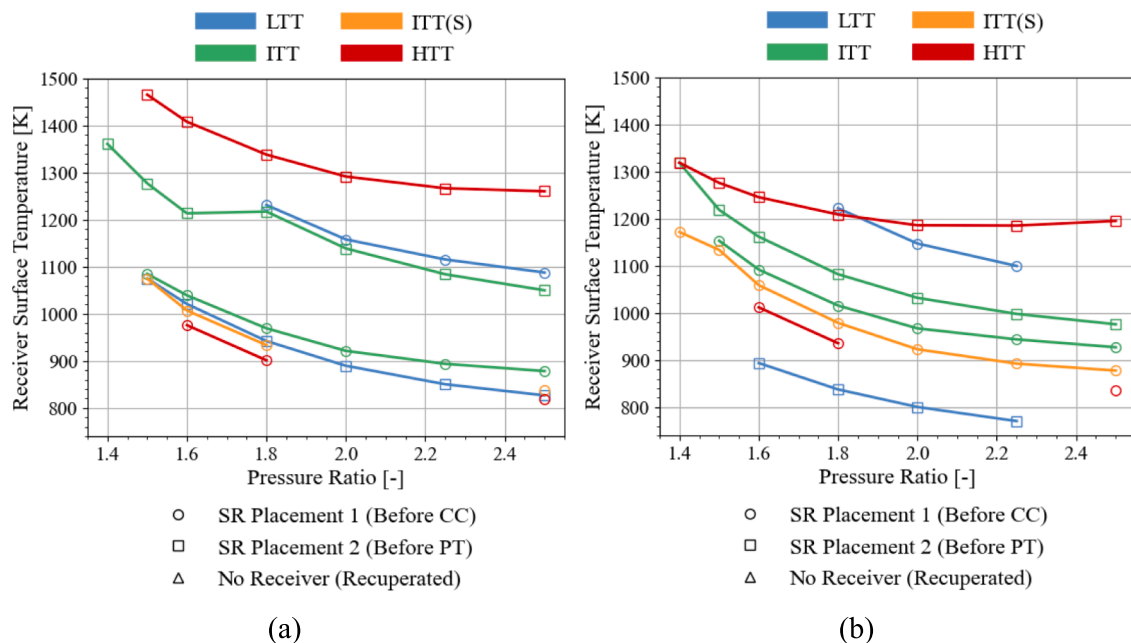 LTT ITT(S)
ITT HTT
1500
1400
1300
1200
1100
1000
900
800
Receiver Surface Temperature [K]
1.4 1.6 1.8 2.0 2.2 2.4
Pressure Ratio [-]
SR Placement 1 (Before CC)
SR Placement 2 (Before PT)
No Receiver (Recuperated)
(a)
LTT ITT(S)
ITT HTT
1500
1400
1300
1200
1100
1000
900
800
Receiver Surface Temperature [K]
1.4 1.6 1.8 2.0 2.2 2.4
Pressure Ratio [-]
SR Placement 1 (Before CC)
SR Placement 2 (Before PT)
No Receiver (Recuperated)
(b)